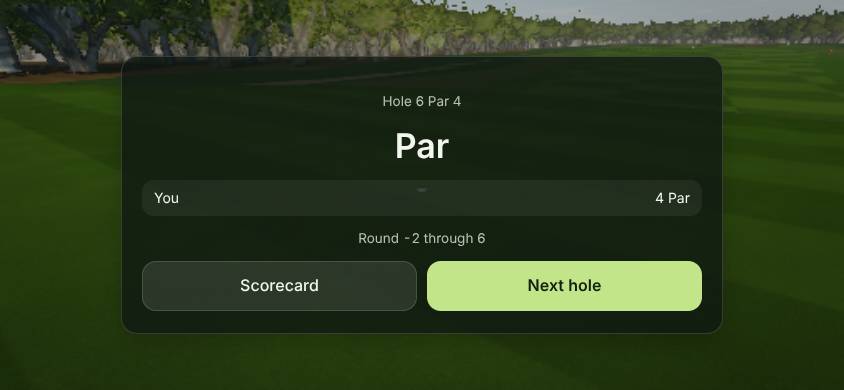 Hole 6 Par 4
Par
You 4 Par
Round -2 through 6
Scorecard Next hole